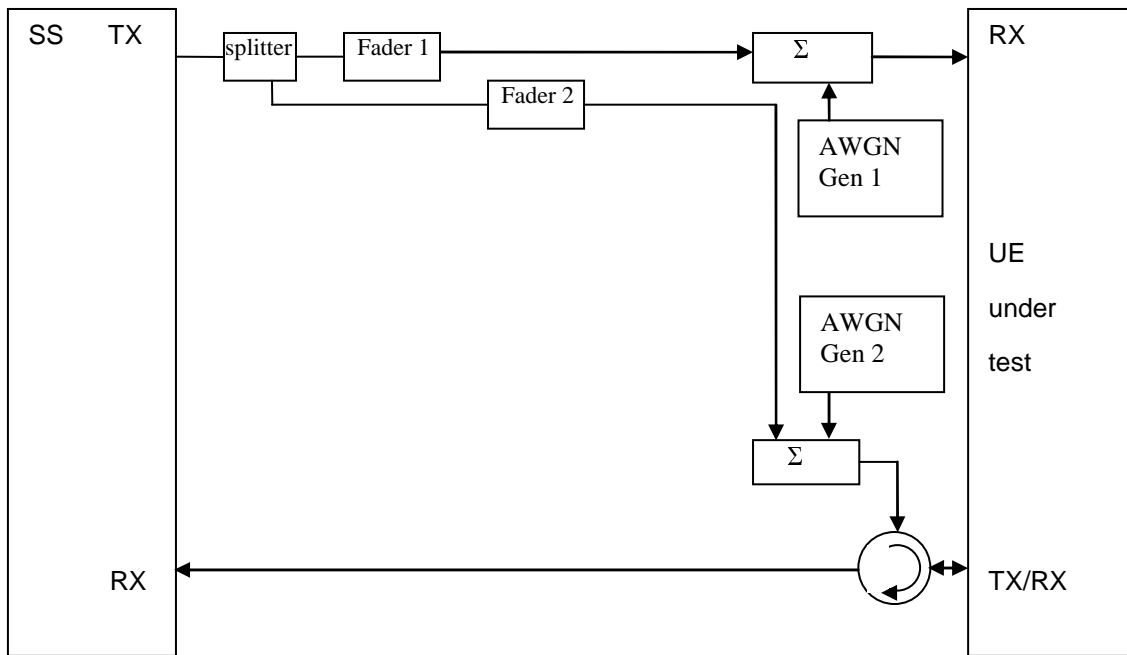 SS TX
splitter
Fader 1
Σ
RX
Fader 2
AWGN
Gen 1
UE
under
test
AWGN
Gen 2
Σ
RX
TX/RX